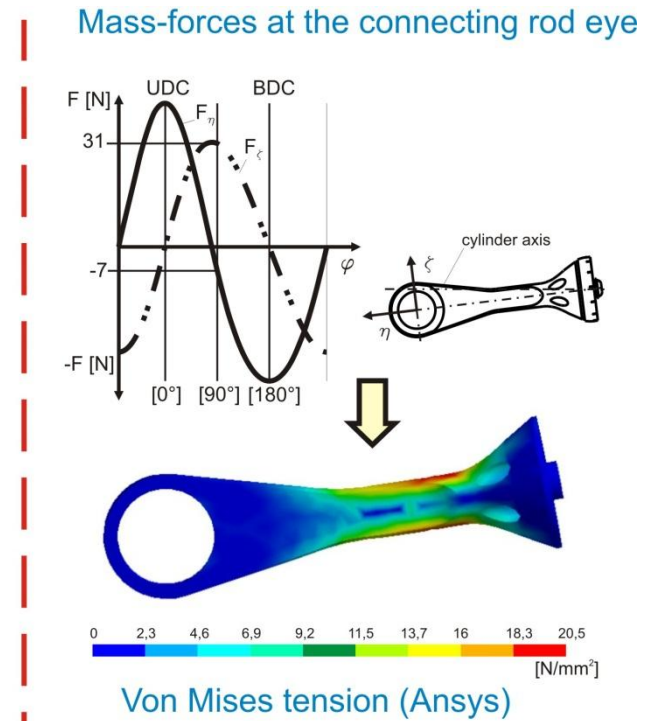 Mass-forces at the connecting rod eye
UDC BDC
F [N]
Fη
31
Fζ
cylinder axis
ζ
-7
φ
η
-F [N]
[0°] [90°] [180°]
0 2,3 4,6 6,9 9,2 11,5 13,7 16 18,3 20,5
[N/mm²]
Von Mises tension (Ansys)